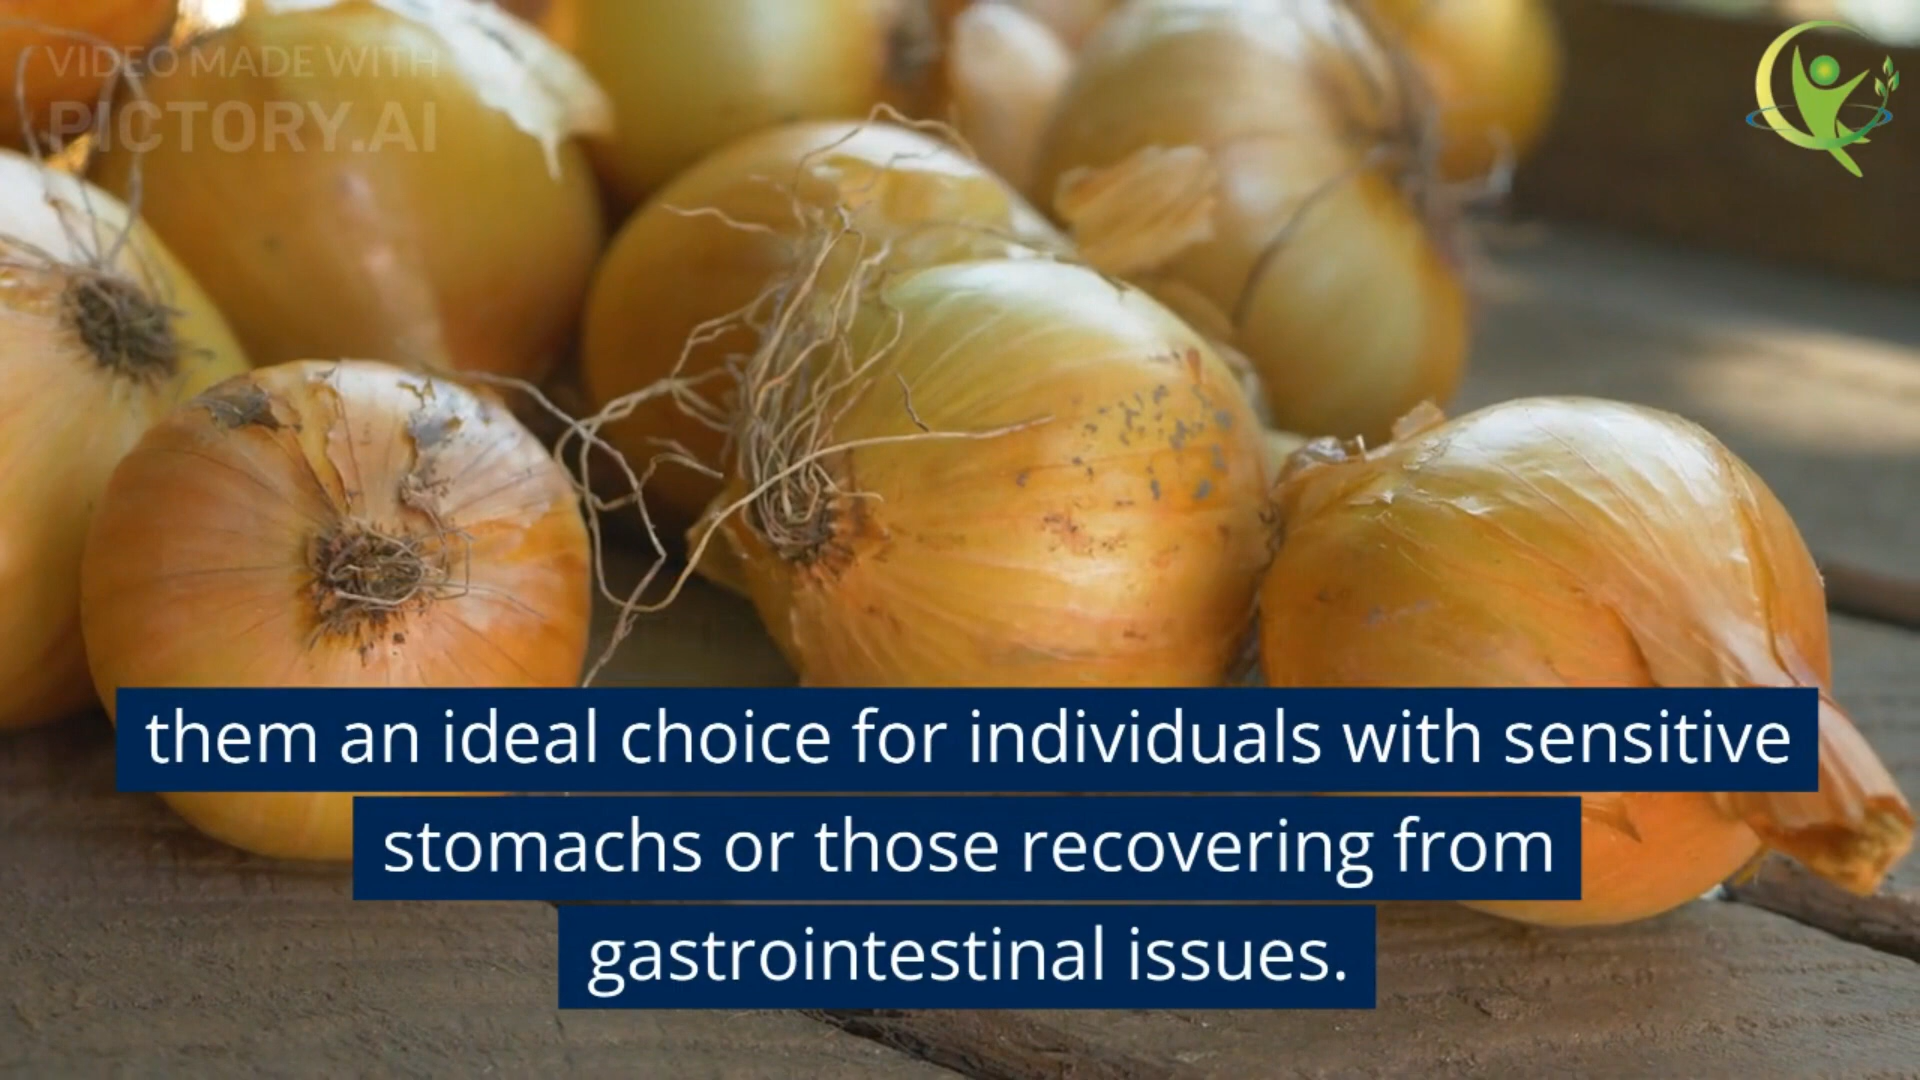 VIDEO MADE WITH
PICTORY.AI
them an ideal choice for individuals with sensitive
stomachs or those recovering from
gastrointestinal issues.